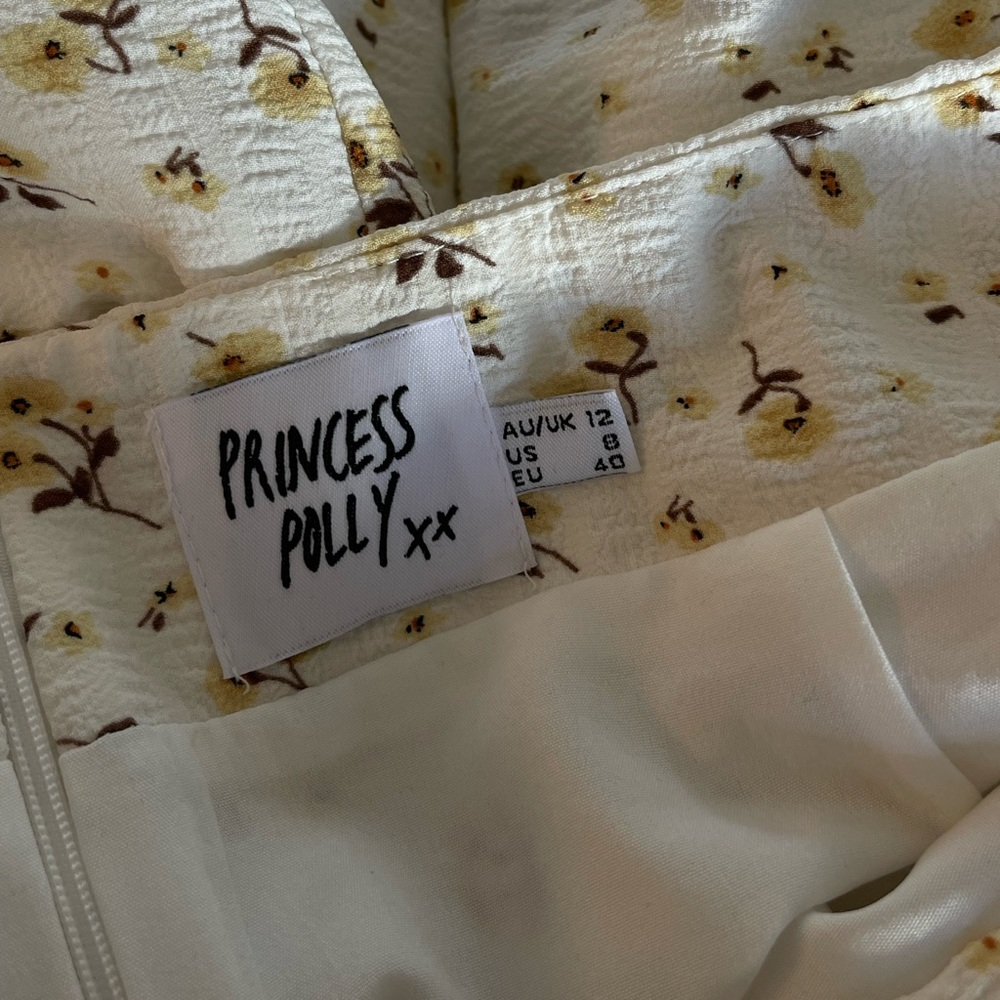 PRINCESS
POLLY xx
AU/UK 12
US 8
EU 40